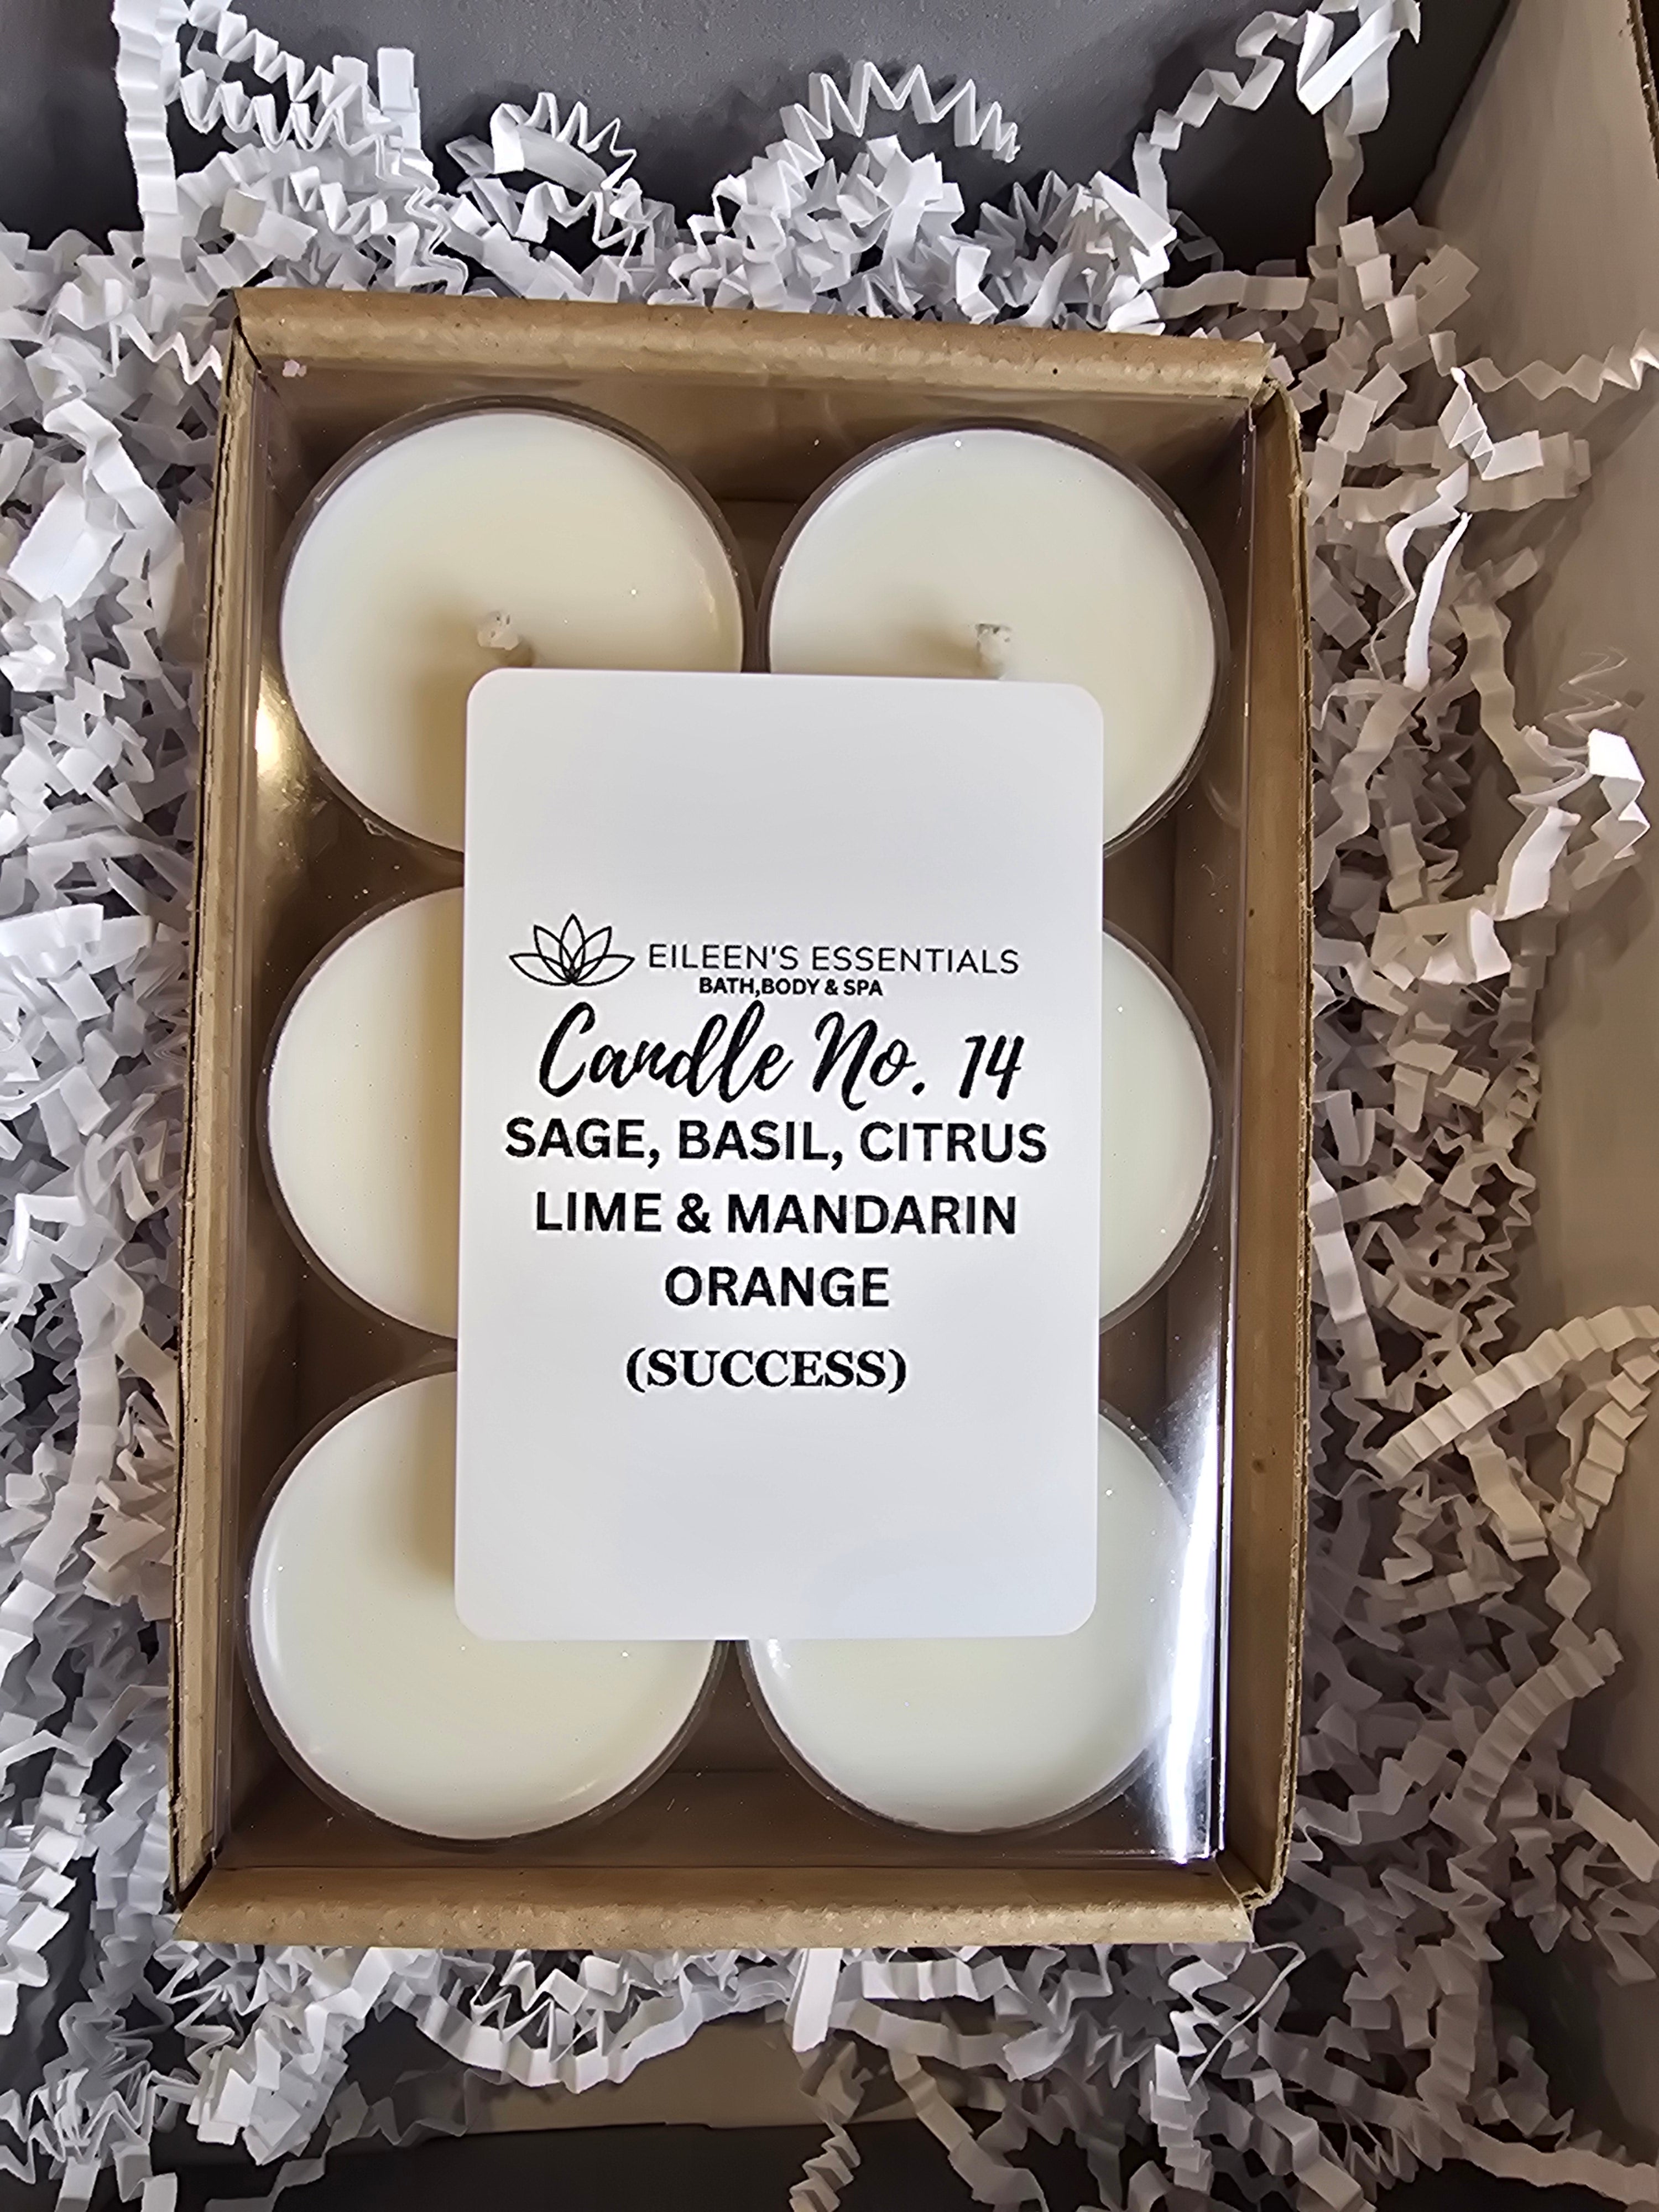 EILEEN'S ESSENTIALS
BATH,BODY & SPA
Candle No. 14
SAGE, BASIL, CITRUS
LIME & MANDARIN
ORANGE
(SUCCESS)